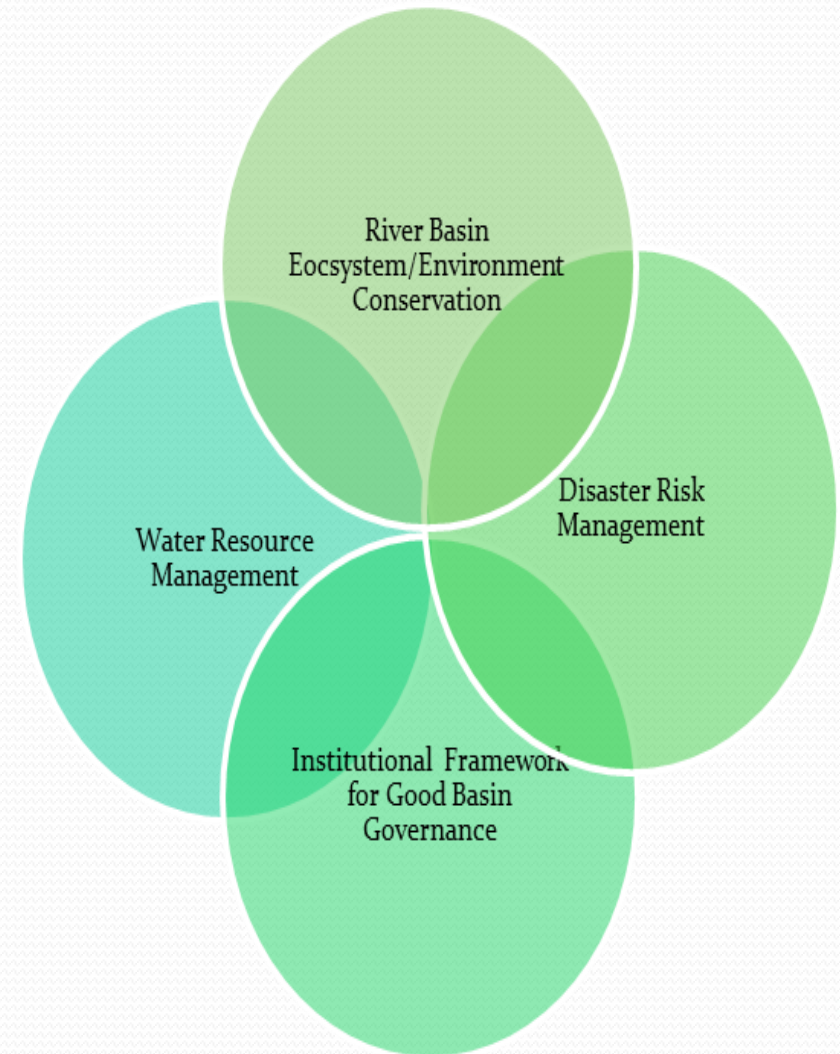 River Basin
Eocsystem/Environment
Conservation
Disaster Risk
Management
Water Resource
Management
Institutional Framework
for Good Basin
Governance